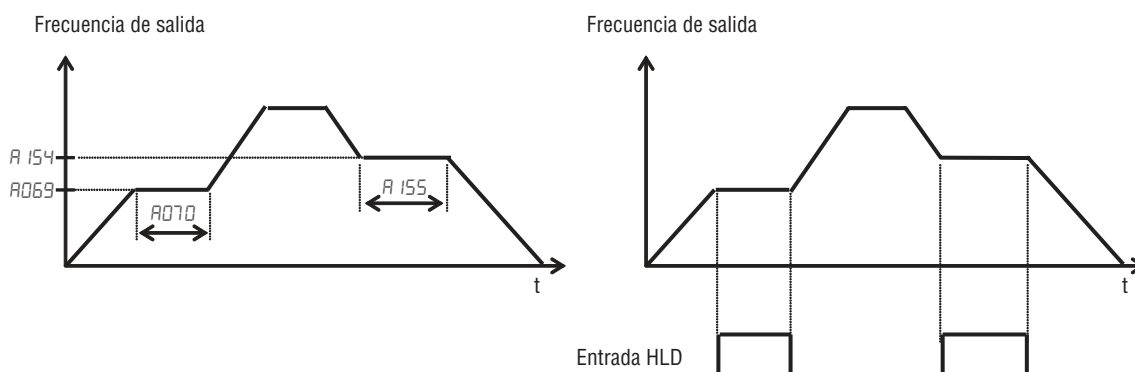 Frecuencia de salida
A154
A069
A070
A155
t
Frecuencia de salida
t
Entrada HLD